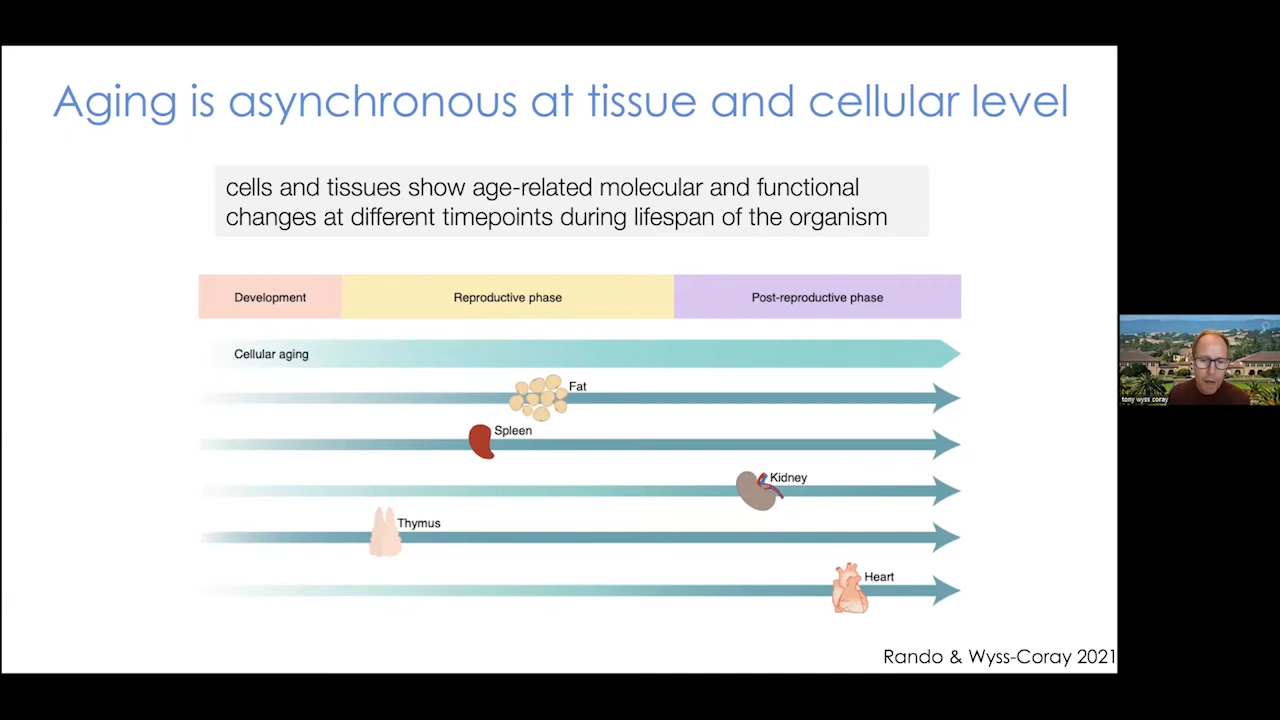 Aging is asynchronous at tissue and cellular level
cells and tissues show age-related molecular and functional
changes at different timepoints during lifespan of the organism
Development
Reproductive phase
Post-reproductive phase
Cellular aging
Fat
Spleen
Kidney
Thymus
Heart
Rando & Wyss-Coray 2021
tony wyss coray